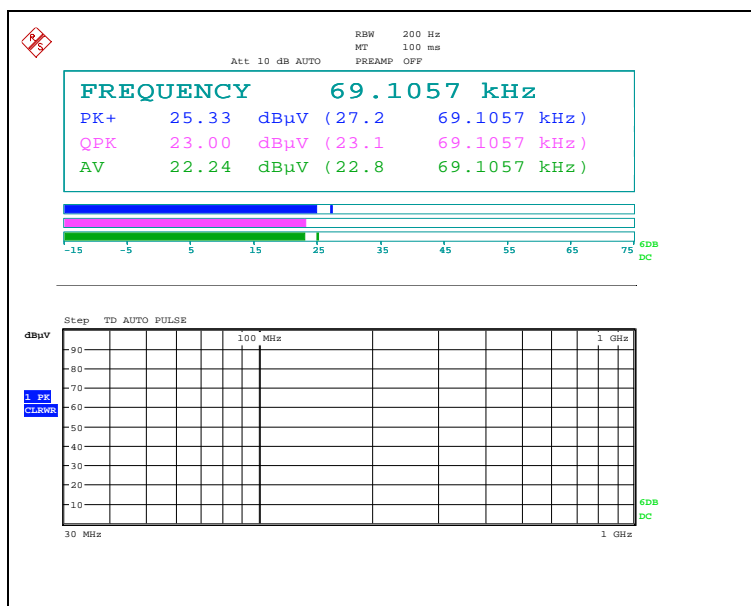 R S
RBW 200 Hz
MT 100 ms
Att 10 dB AUTO PREAMP OFF
FREQUENCY 69.1057 kHz
PK+ 25.33 dBµV (27.2 69.1057 kHz)
QPK 23.00 dBµV (23.1 69.1057 kHz)
AV 22.24 dBµV (22.8 69.1057 kHz)
-15 -5 5 15 25 35 45 55 65 75
6DB
DC
Step TD AUTO PULSE
dBµV
100 MHz 1 GHz
90
80
70
1 PK
CLRWR
60
50
40
30
20
10
6DB
DC
30 MHz 1 GHz